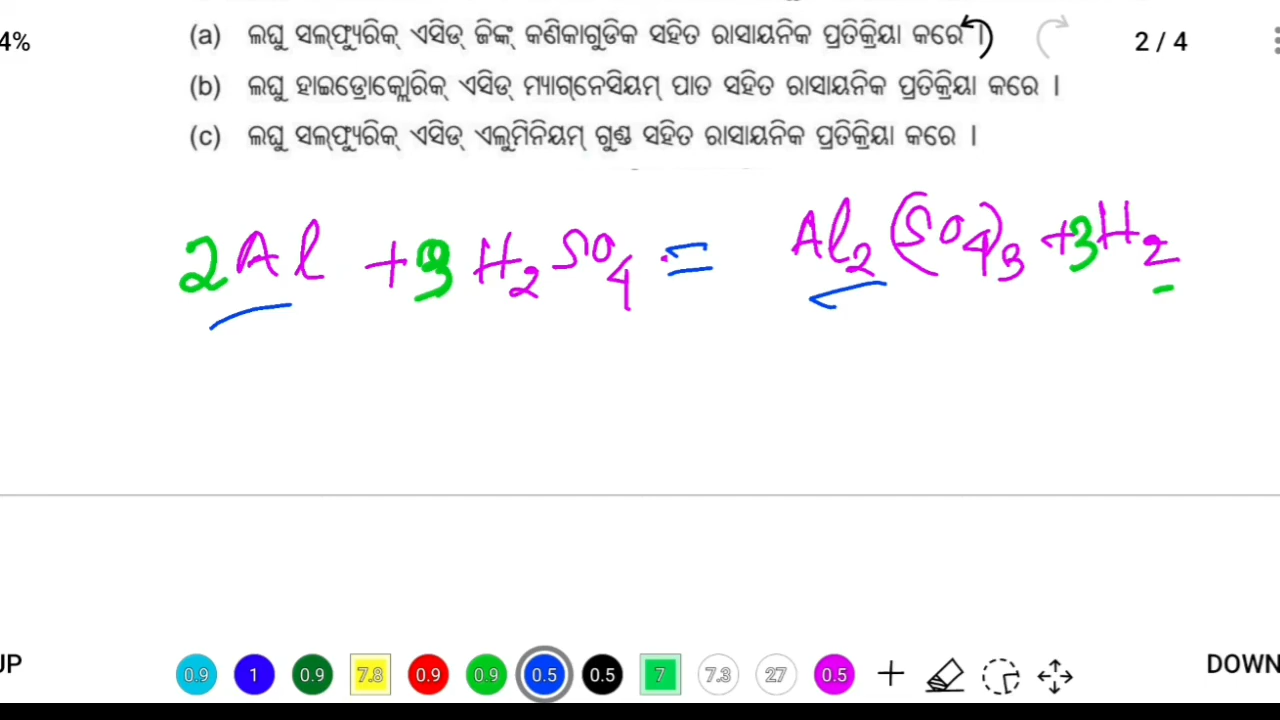 4%
(a) ଲଘୁ ସଲ୍‌ଫ୍ୟୁରିକ୍ ଏସିଡ୍ ଜିଙ୍କ୍ କଣିକାଗୁଡିକ ସହିତ ରାସାୟନିକ ପ୍ରତିକ୍ରିୟା କରେ ।
2 / 4
(b) ଲଘୁ ହାଇଡ୍ରୋକ୍ଲୋରିକ୍ ଏସିଡ୍ ମ୍ୟାଗ୍‌ନେସିୟମ୍ ପାତ ସହିତ ରାସାୟନିକ ପ୍ରତିକ୍ରିୟା କରେ ।
(c) ଲଘୁ ସଲ୍‌ଫ୍ୟୁରିକ୍ ଏସିଡ୍ ଏଲୁମିନିୟମ୍ ଗୁଣ୍ଡ ସହିତ ରାସାୟନିକ ପ୍ରତିକ୍ରିୟା କରେ ।
2Al + 3H₂SO₄ = Al₂(SO₄)₃ + 3H₂
UP 0.9 1 0.9 7.8 0.9 0.9 0.5 0.5 7 7.3 27 0.5 DOWN